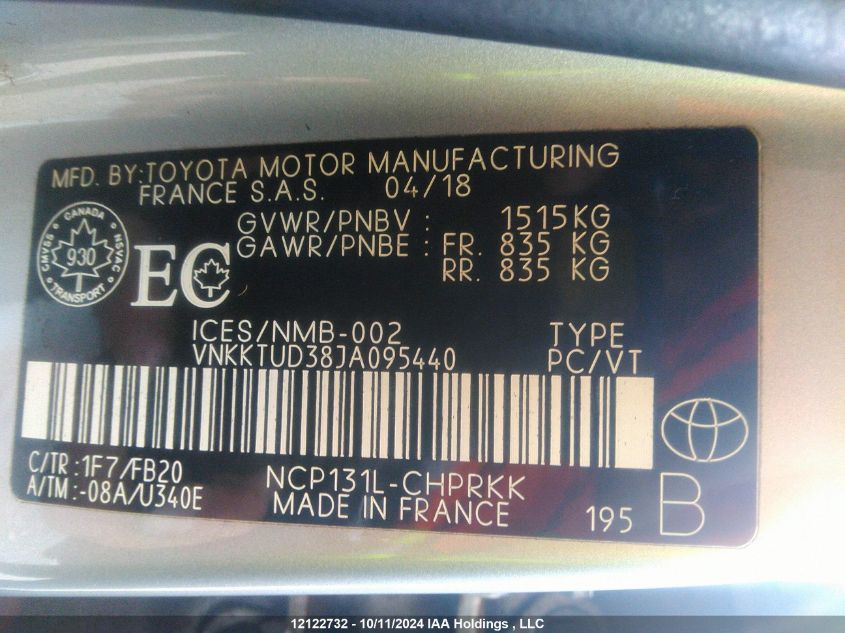 MFD. BY:TOYOTA MOTOR MANUFACTURING
FRANCE S.A.S. 04/18
GVWR/PNBV : 1515KG
GAWR/PNBE : FR. 835 KG
RR. 835 KG
CANADA
CMVSS 930 NSVAC
TRANSPORT
EC
ICES/NMB-002 TYPE
VNKKTUD38JA095440 PC/VT
C/TR :1F7/FB20 NCP131L-CHPRKK
A/TM :-08A/U340E MADE IN FRANCE 195 B
12122732 - 10/11/2024 IAA Holdings , LLC